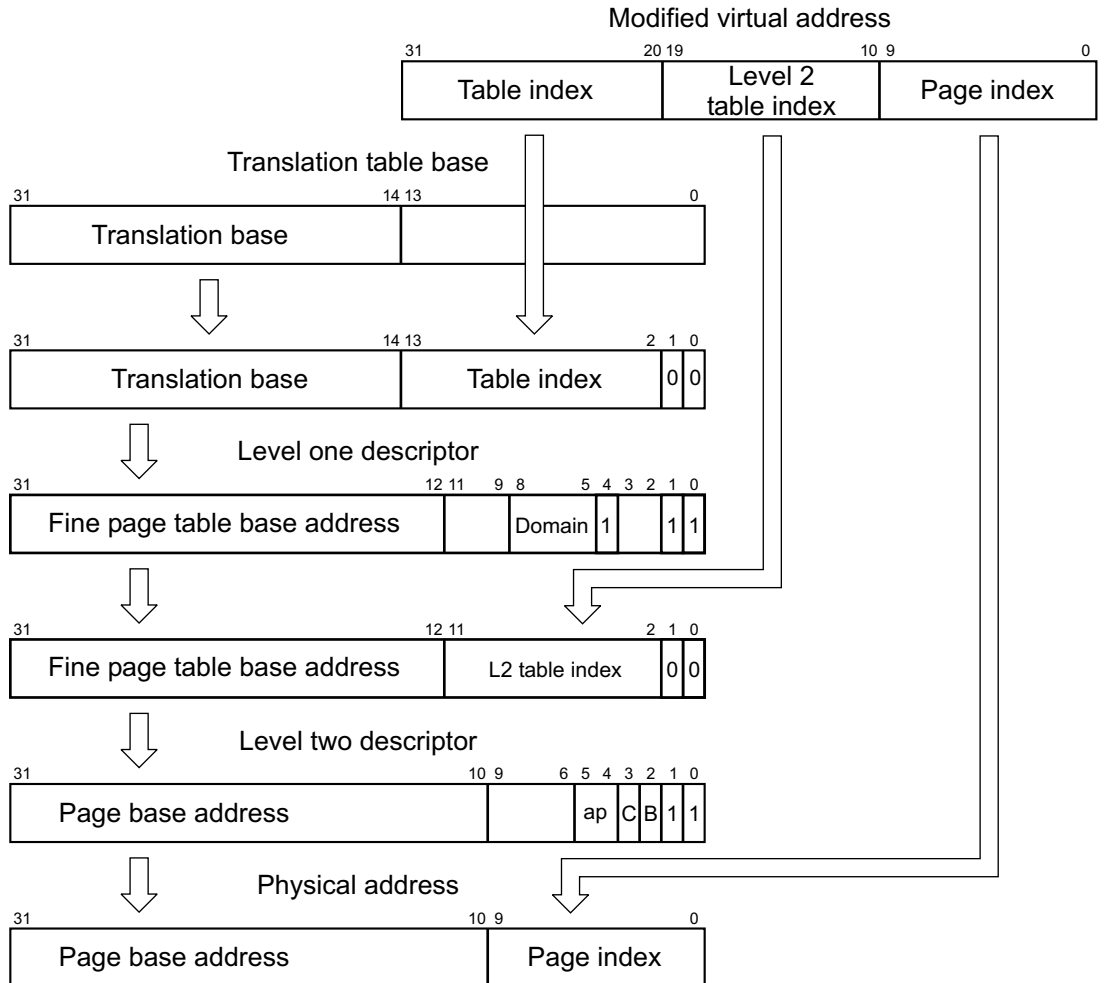 Modified virtual address
31 20 19 10 9 0
Table index
Level 2
table index
Page index
Translation table base
31 14 13 0
Translation base
31 14 13 2 1 0
Translation base Table index 0 0
Level one descriptor
31 12 11 9 8 5 4 3 2 1 0
Fine page table base address Domain 1 1 1
31 12 11 2 1 0
Fine page table base address L2 table index 0 0
Level two descriptor
31 10 9 6 5 4 3 2 1 0
Page base address ap C B 1 1
Physical address
31 10 9 0
Page base address Page index